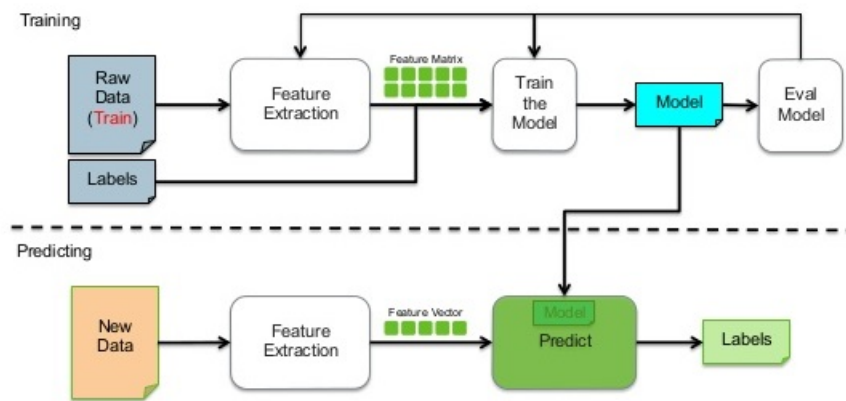 Training
Raw
Data
(Train)
Feature
Extraction
Feature Matrix
Train
the
Model
Model
Eval
Model
Labels
Predicting
New
Data
Feature
Extraction
Feature Vector
Model
Predict
Labels